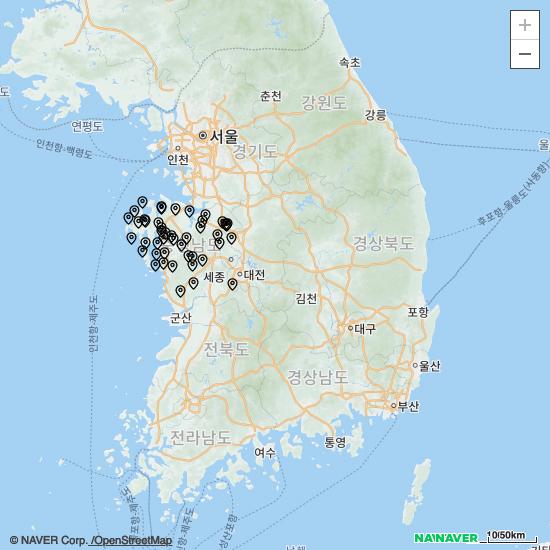 +
−
속초
춘천
강원도
도
강릉
연평도
서울
울
인천
경기도
인천항-백령도
후포항-울릉도(사동항)
남도
경상북도
세종
대전
인천항-제주도
김천
포항
군산
대구
전북도
울산
경상남도
부산
전라남도
통영
여수
© NAVER Corp. /OpenStreetMap
NAVER
10/50km